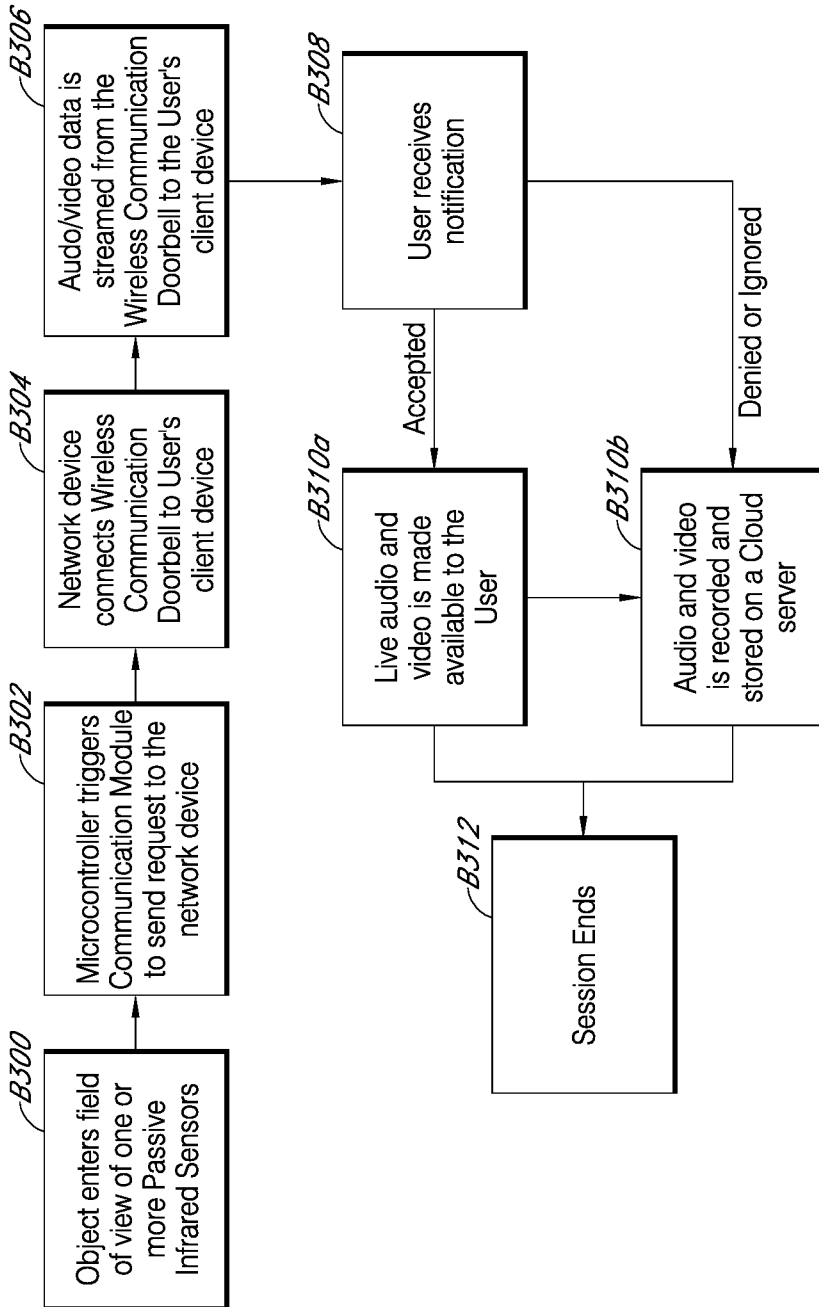 B300
Object enters field
of view of one or
more Passive
Infrared Sensors
B302
Microcontroller triggers
Communication Module
to send request to the
network device
B304
Network device
connects Wireless
Communication
Doorbell to User's
client device
B306
Audo/video data is
streamed from the
Wireless Communication
Doorbell to the User's
client device
B308
User receives
notification
Accepted
Denied or Ignored
B310a
Live audio and
video is made
available to the
User
B310b
Audio and video
is recorded and
stored on a Cloud
server
B312
Session Ends